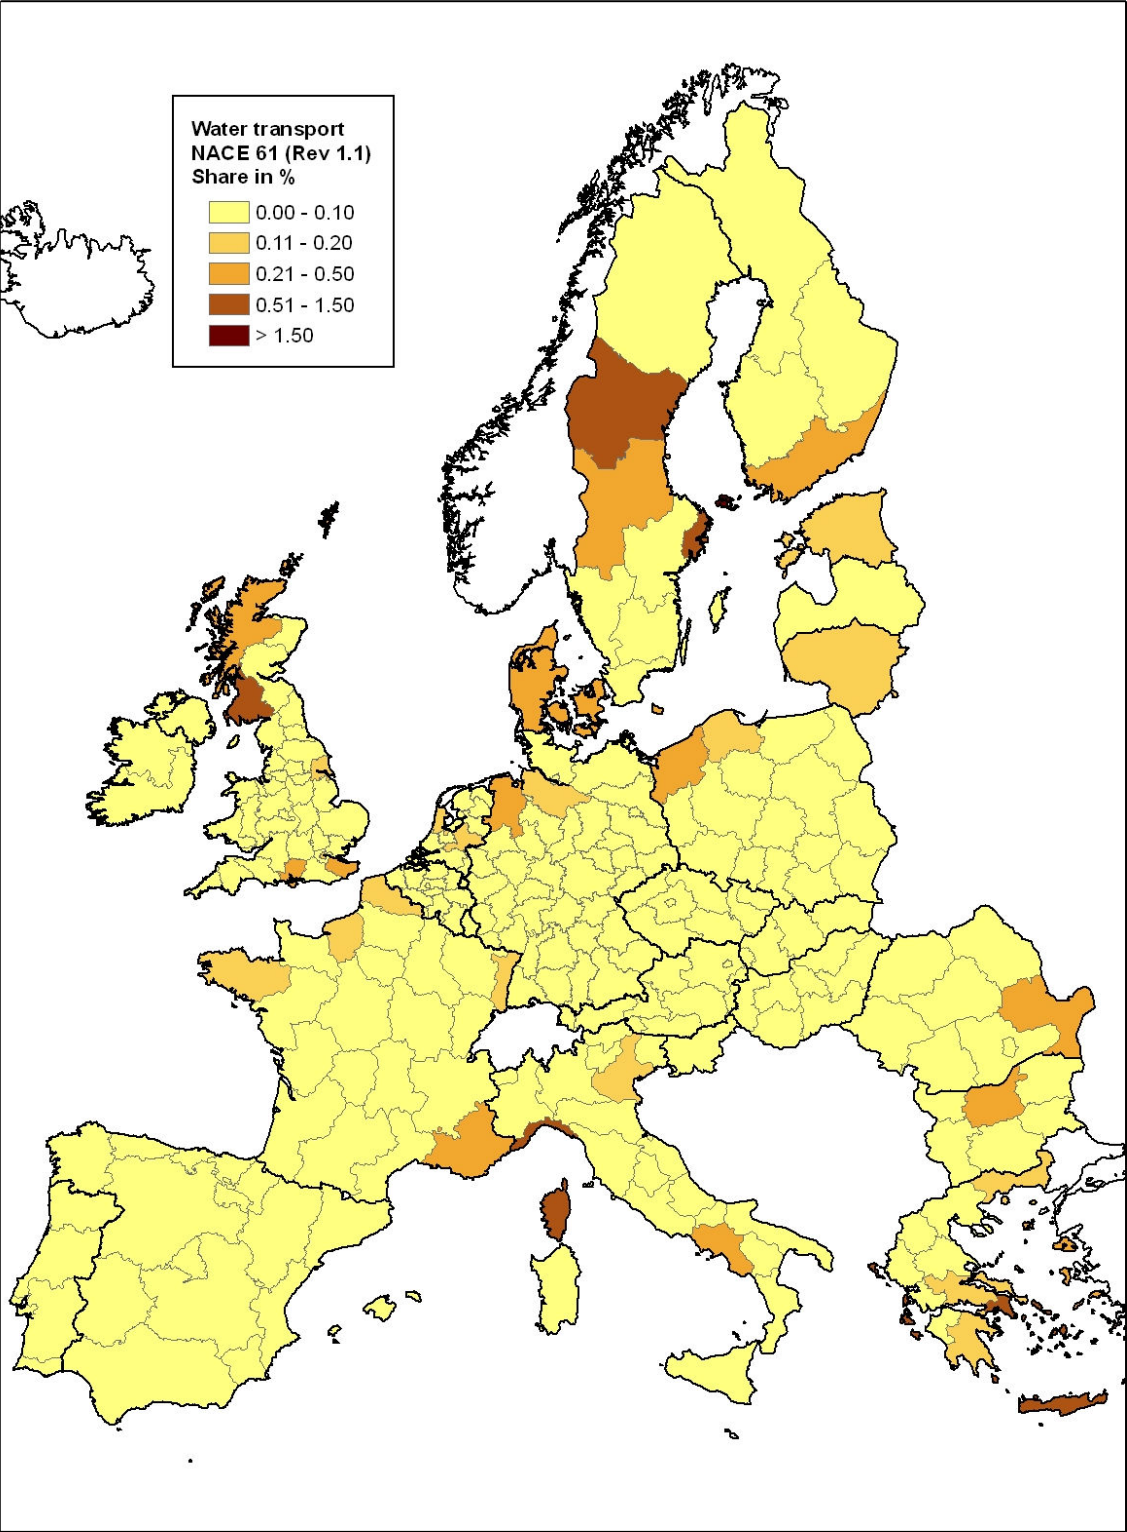 Water transport
NACE 61 (Rev 1.1)
Share in %
0.00 - 0.10
0.11 - 0.20
0.21 - 0.50
0.51 - 1.50
> 1.50